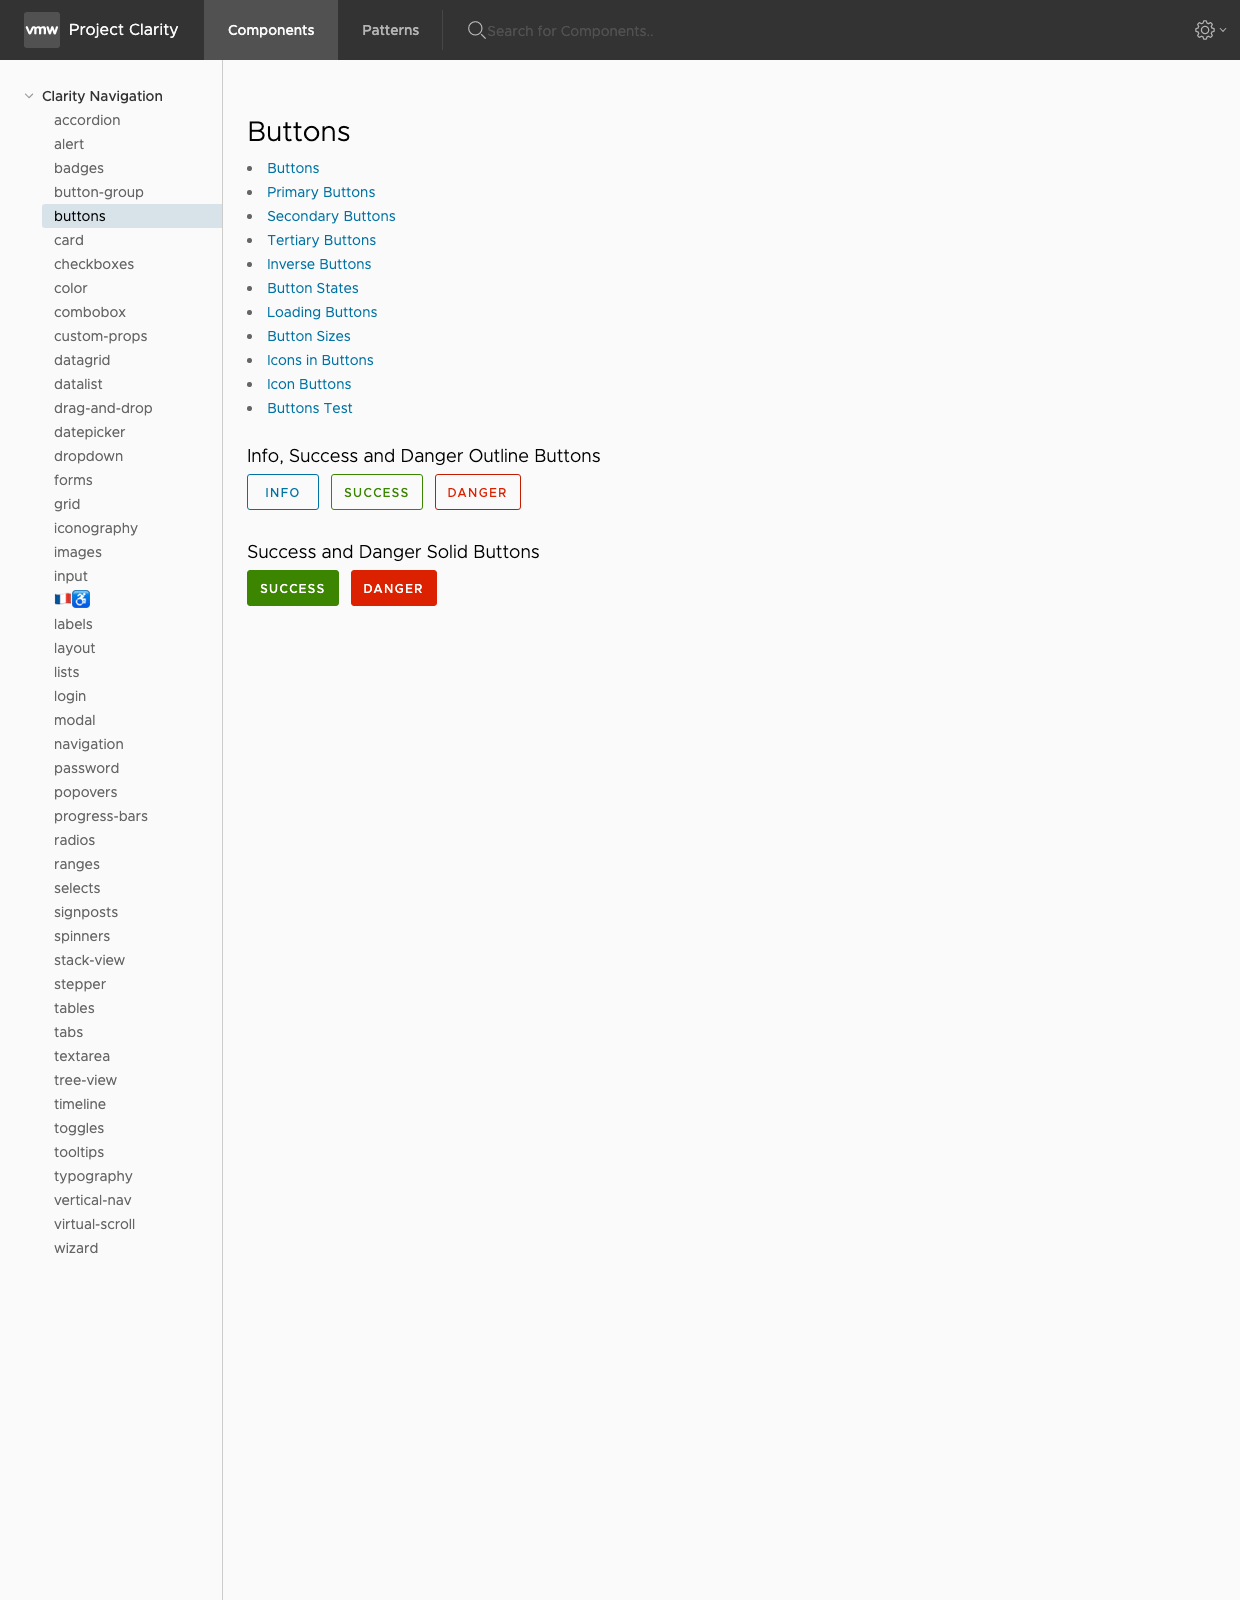 vmw Project Clarity Components Patterns Search for Components..
Clarity Navigation
accordion
alert
badges
button-group
buttons
card
checkboxes
color
combobox
custom-props
datagrid
datalist
drag-and-drop
datepicker
dropdown
forms
grid
iconography
images
input
🇫🇷♿
labels
layout
lists
login
modal
navigation
password
popovers
progress-bars
radios
ranges
selects
signposts
spinners
stack-view
stepper
tables
tabs
textarea
tree-view
timeline
toggles
tooltips
typography
vertical-nav
virtual-scroll
wizard
Buttons
Buttons
Primary Buttons
Secondary Buttons
Tertiary Buttons
Inverse Buttons
Button States
Loading Buttons
Button Sizes
Icons in Buttons
Icon Buttons
Buttons Test
Info, Success and Danger Outline Buttons
INFO SUCCESS DANGER
Success and Danger Solid Buttons
SUCCESS DANGER